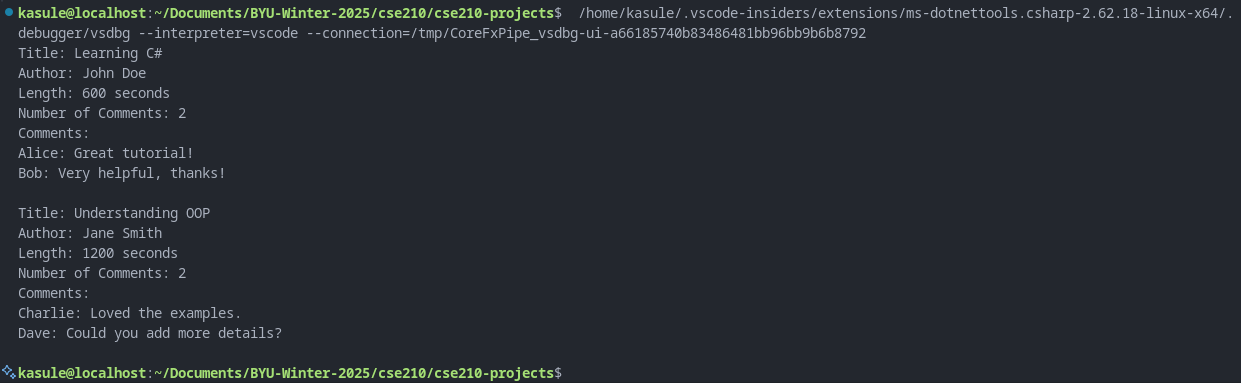 kasule@localhost:~/Documents/BYU-Winter-2025/cse210/cse210-projects$  /home/kasule/.vscode-insiders/extensions/ms-dotnettools.csharp-2.62.18-linux-x64/.
debugger/vsdbg --interpreter=vscode --connection=/tmp/CoreFxPipe_vsdbg-ui-a66185740b83486481bb96bb9b6b8792
Title: Learning C#
Author: John Doe
Length: 600 seconds
Number of Comments: 2
Comments:
Alice: Great tutorial!
Bob: Very helpful, thanks!

Title: Understanding OOP
Author: Jane Smith
Length: 1200 seconds
Number of Comments: 2
Comments:
Charlie: Loved the examples.
Dave: Could you add more details?

kasule@localhost:~/Documents/BYU-Winter-2025/cse210/cse210-projects$